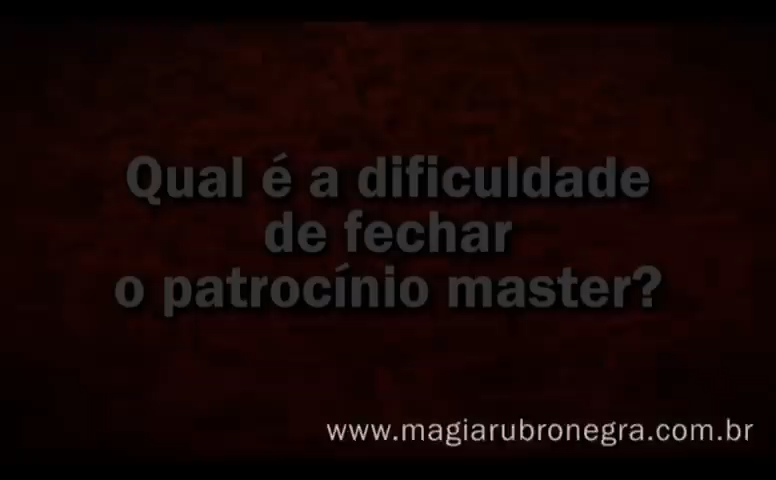 Qual é a dificuldade
de fechar
o patrocínio master?
www.magiarubronegra.com.br